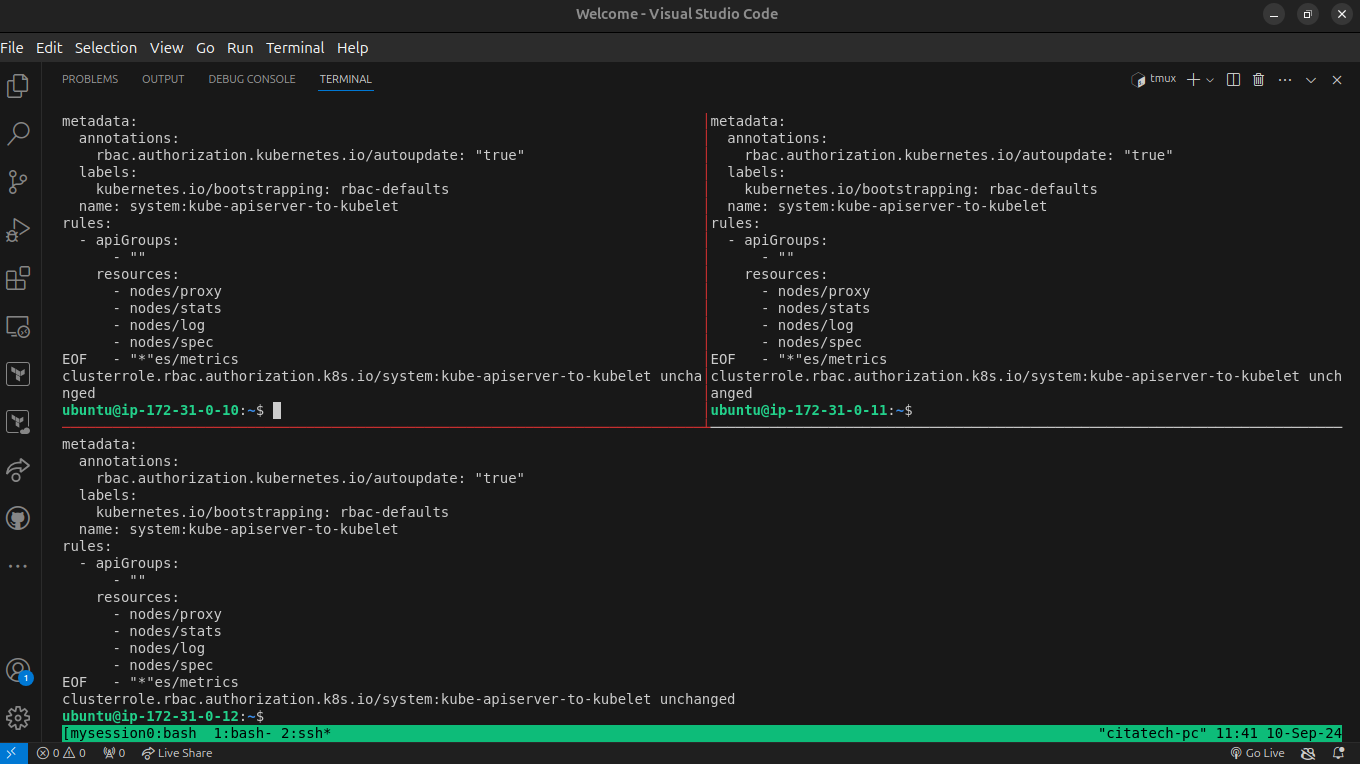 Welcome - Visual Studio Code
File Edit Selection View Go Run Terminal Help
PROBLEMS OUTPUT DEBUG CONSOLE TERMINAL
tmux
metadata:
  annotations:
    rbac.authorization.kubernetes.io/autoupdate: "true"
  labels:
    kubernetes.io/bootstrapping: rbac-defaults
  name: system:kube-apiserver-to-kubelet
rules:
  - apiGroups:
      - ""
    resources:
      - nodes/proxy
      - nodes/stats
      - nodes/log
      - nodes/spec
EOF   - "*"es/metrics
clusterrole.rbac.authorization.k8s.io/system:kube-apiserver-to-kubelet uncha
nged
ubuntu@ip-172-31-0-10:~$
metadata:
  annotations:
    rbac.authorization.kubernetes.io/autoupdate: "true"
  labels:
    kubernetes.io/bootstrapping: rbac-defaults
  name: system:kube-apiserver-to-kubelet
rules:
  - apiGroups:
      - ""
    resources:
      - nodes/proxy
      - nodes/stats
      - nodes/log
      - nodes/spec
EOF   - "*"es/metrics
clusterrole.rbac.authorization.k8s.io/system:kube-apiserver-to-kubelet unch
anged
ubuntu@ip-172-31-0-11:~$
metadata:
  annotations:
    rbac.authorization.kubernetes.io/autoupdate: "true"
  labels:
    kubernetes.io/bootstrapping: rbac-defaults
  name: system:kube-apiserver-to-kubelet
rules:
  - apiGroups:
      - ""
    resources:
      - nodes/proxy
      - nodes/stats
      - nodes/log
      - nodes/spec
EOF   - "*"es/metrics
clusterrole.rbac.authorization.k8s.io/system:kube-apiserver-to-kubelet unchanged
ubuntu@ip-172-31-0-12:~$
[mysession0:bash  1:bash- 2:ssh* "citatech-pc" 11:41 10-Sep-24
1
0 0 0 Live Share Go Live